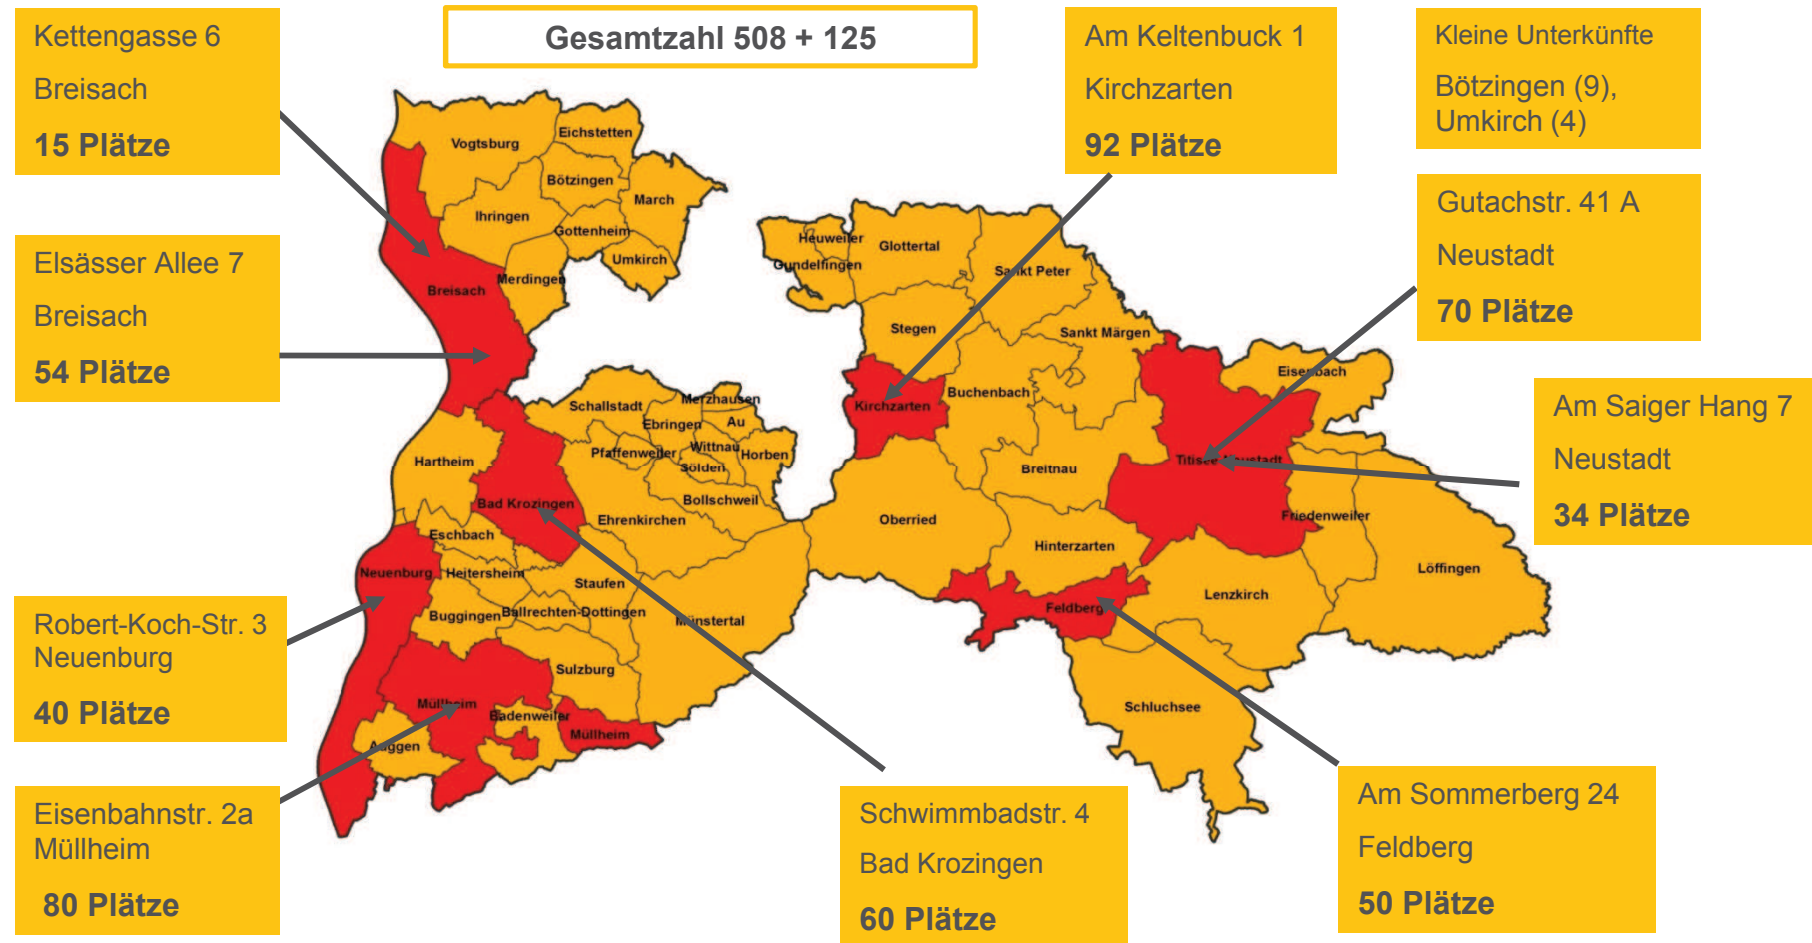 Kettengasse 6
Breisach
15 Plätze
Gesamtzahl 508 + 125
Am Keltenbuck 1
Kirchzarten
92 Plätze
Kleine Unterkünfte
Bötzingen (9),
Umkirch (4)
Gutachstr. 41 A
Neustadt
70 Plätze
Elsässer Allee 7
Breisach
54 Plätze
Am Saiger Hang 7
Neustadt
34 Plätze
Robert-Koch-Str. 3
Neuenburg
40 Plätze
Eisenbahnstr. 2a
Müllheim
80 Plätze
Schwimmbadstr. 4
Bad Krozingen
60 Plätze
Am Sommerberg 24
Feldberg
50 Plätze
Vogtsburg
Eichstetten
Bötzingen
March
Ihringen
Gottenheim
Umkirch
Merdingen
Breisach
Heuweiler
Glottertal
Gundelfingen
Sankt Peter
Stegen
Sankt Märgen
Eisenbach
Buchenbach
Kirchzarten
Schallstadt
Merzhausen
Ebringen
Au
Wittnau
Pfaffenweiler
Horben
Sölden
Hartheim
Bollschweil
Bad Krozingen
Ehrenkirchen
Breitnau
Titisee-Neustadt
Oberried
Friedenweiler
Eschbach
Hinterzarten
Löffingen
Neuenburg
Heitersheim
Staufen
Lenzkirch
Buggingen
Ballrechten-Dottingen
Münstertal
Feldberg
Sulzburg
Müllheim
Badenweiler
Müllheim
Auggen
Schluchsee